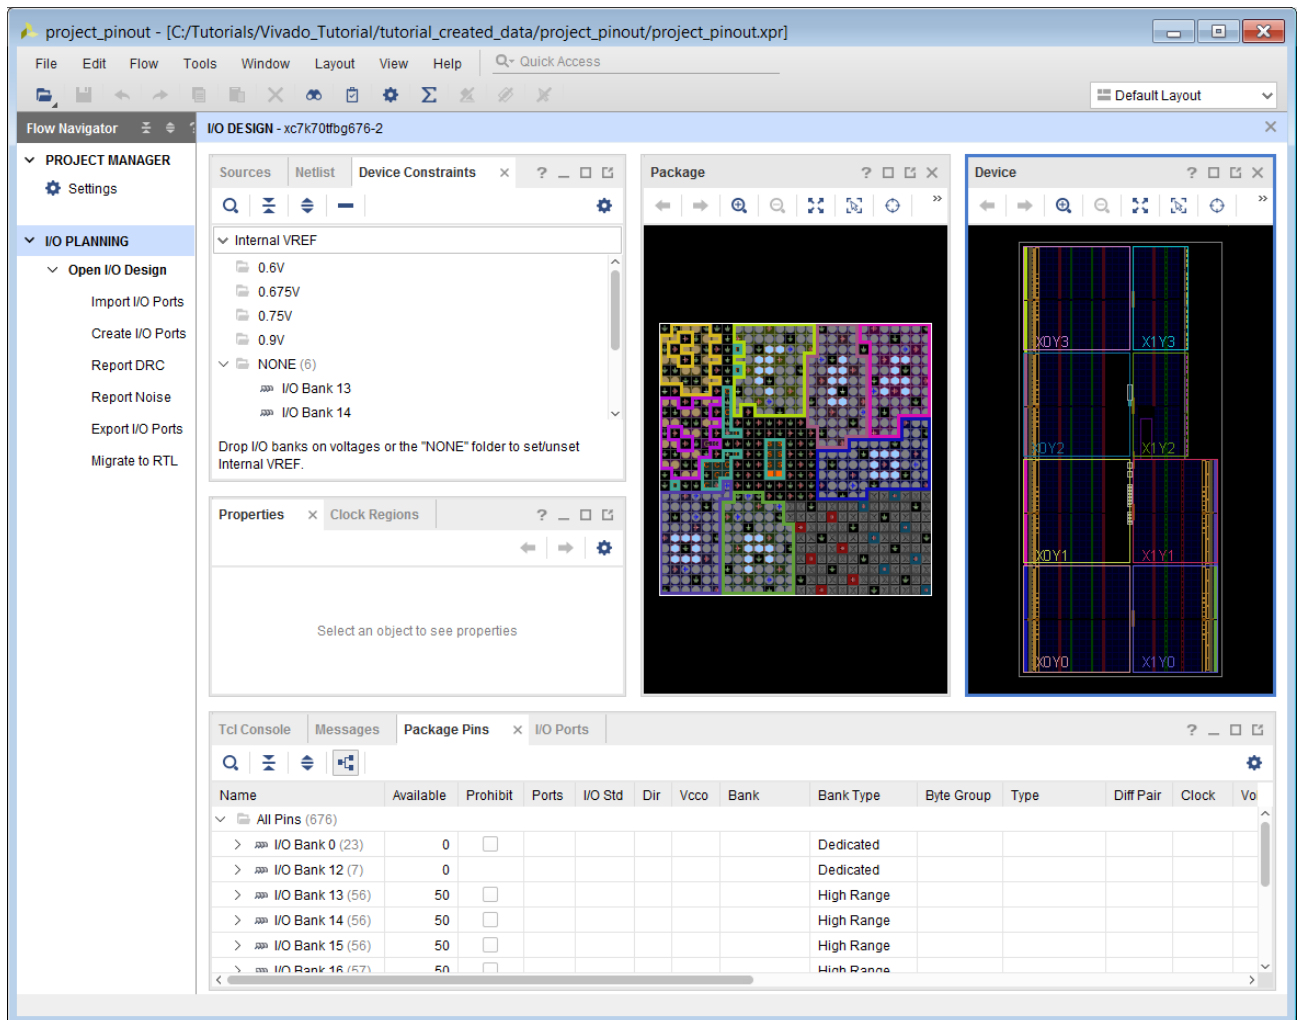 project_pinout - [C:/Tutorials/Vivado_Tutorial/tutorial_created_data/project_pinout/project_pinout.xpr]
File Edit Flow Tools Window Layout View Help Quick Access
Default Layout
Flow Navigator ?
I/O DESIGN - xc7k70tfbg676-2
PROJECT MANAGER
Settings
I/O PLANNING
Open I/O Design
Import I/O Ports
Create I/O Ports
Report DRC
Report Noise
Export I/O Ports
Migrate to RTL
Sources Netlist Device Constraints
Internal VREF
0.6V
0.675V
0.75V
0.9V
NONE (6)
I/O Bank 13
I/O Bank 14
Drop I/O banks on voltages or the "NONE" folder to set/unset
Internal VREF.
Properties Clock Regions
Select an object to see properties
Package
Device
X0Y3 X1Y3
X0Y2 X1Y2
X0Y1 X1Y1
X0Y0 X1Y0
Tcl Console Messages Package Pins I/O Ports
Name Available Prohibit Ports I/O Std Dir Vcco Bank Bank Type Byte Group Type Diff Pair Clock Vo
All Pins (676)
I/O Bank 0 (23) 0 Dedicated
I/O Bank 12 (7) 0 Dedicated
I/O Bank 13 (56) 50 High Range
I/O Bank 14 (56) 50 High Range
I/O Bank 15 (56) 50 High Range
I/O Bank 16 (57) 50 High Range